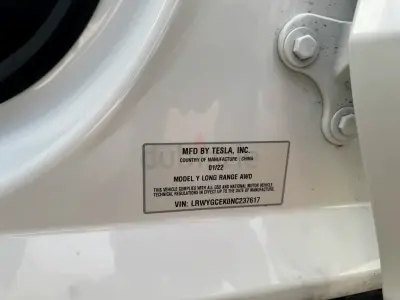 MFD BY TESLA, INC.
COUNTRY OF MANUFACTURE : CHINA
01/22
MODEL Y LONG RANGE AWD
THIS VEHICLE COMPLIES WITH ALL GSO AND NATIONAL MOTOR VEHICLE
TECHNICAL REGULATIONS IN EFFECT UP TO THE DATE OF MANUFACTURE
VIN: LRWYGCEK0NC237617